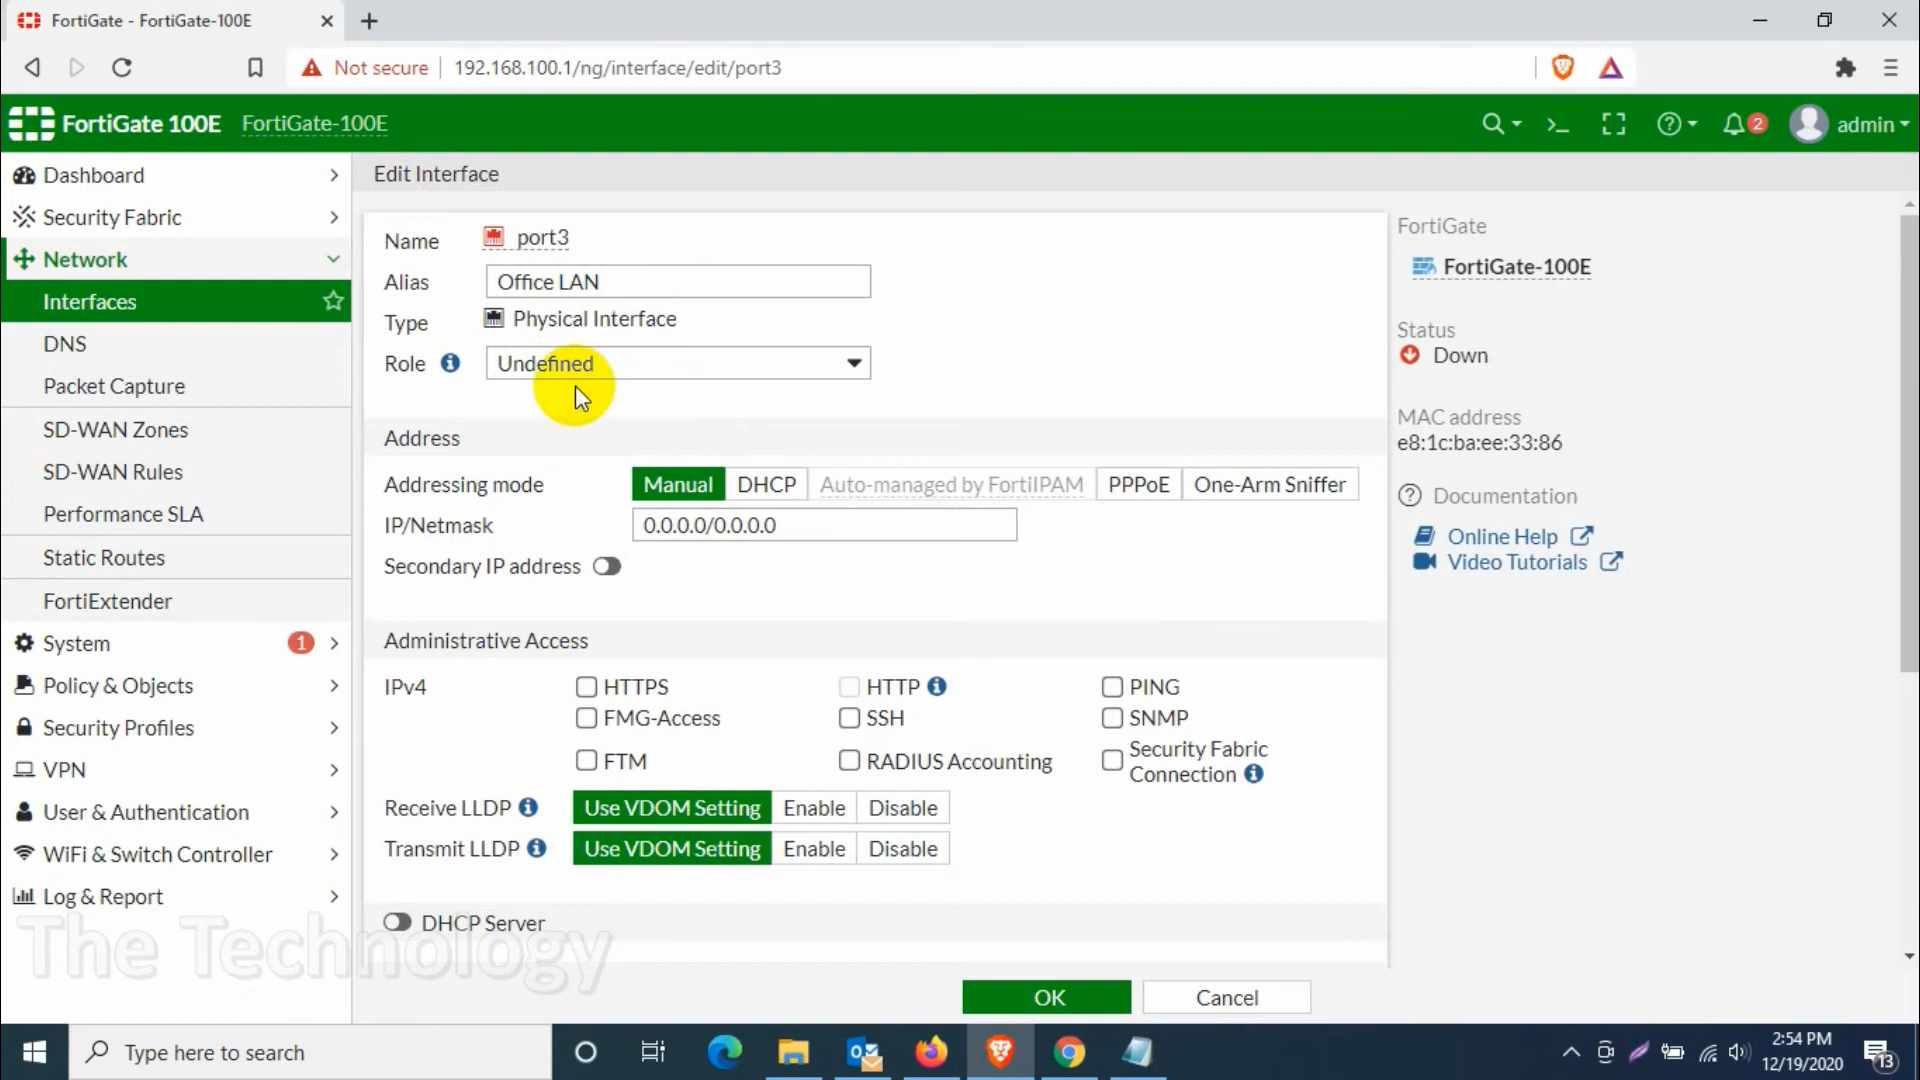 FortiGate - FortiGate-100E
Not secure
192.168.100.1/ng/interface/edit/port3
FortiGate 100E
FortiGate-100E
2
admin
Dashboard
Security Fabric
Network
Interfaces
DNS
Packet Capture
SD-WAN Zones
SD-WAN Rules
Performance SLA
Static Routes
FortiExtender
System
1
Policy & Objects
Security Profiles
VPN
User & Authentication
WiFi & Switch Controller
Log & Report
Edit Interface
Name port3
Alias Office LAN
Type Physical Interface
Role Undefined
Address
Addressing mode Manual DHCP Auto-managed by FortiIPAM PPPoE One-Arm Sniffer
IP/Netmask 0.0.0.0/0.0.0.0
Secondary IP address
Administrative Access
IPv4 HTTPS HTTP PING
FMG-Access SSH SNMP
FTM RADIUS Accounting Security Fabric
Connection
Receive LLDP Use VDOM Setting Enable Disable
Transmit LLDP Use VDOM Setting Enable Disable
DHCP Server
OK Cancel
FortiGate
FortiGate-100E
Status
Down
MAC address
e8:1c:ba:ee:33:86
Documentation
Online Help
Video Tutorials
The Technology
Type here to search
2:54 PM
12/19/2020
13